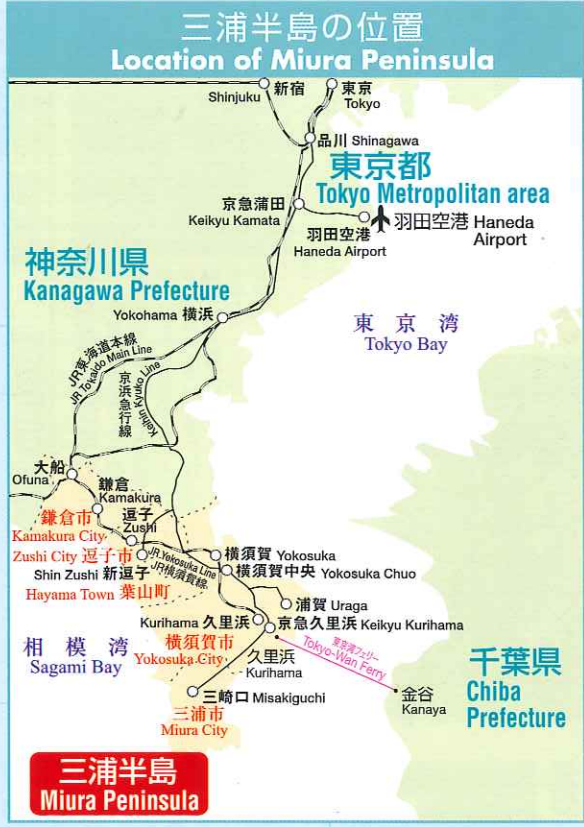 三浦半島の位置
Location of Miura Peninsula
新宿
Shinjuku
東京
Tokyo
品川 Shinagawa
東京都
Tokyo Metropolitan area
京急蒲田
Keikyu Kamata
羽田空港
Haneda Airport
羽田空港 Haneda
Airport
神奈川県
Kanagawa Prefecture
Yokohama 横浜
東京湾
Tokyo Bay
JR東海道本線
JR Tokaido Main Line
京浜急行線
Keihin Kyuko Line
大船
Ofuna
鎌倉
Kamakura
鎌倉市
Kamakura City
逗子
Zushi
Zushi City 逗子市
JR Yokosuka Line
JR横須賀線
Shin Zushi 新逗子
Hayama Town 葉山町
横須賀 Yokosuka
横須賀中央 Yokosuka Chuo
浦賀 Uraga
Kurihama 久里浜
京急久里浜 Keikyu Kurihama
相模湾
Sagami Bay
横須賀市
Yokosuka City
久里浜
Kurihama
東京湾フェリー
Tokyo-Wan Ferry
千葉県
Chiba
Prefecture
金谷
Kanaya
三崎口 Misakiguchi
三浦市
Miura City
三浦半島
Miura Peninsula